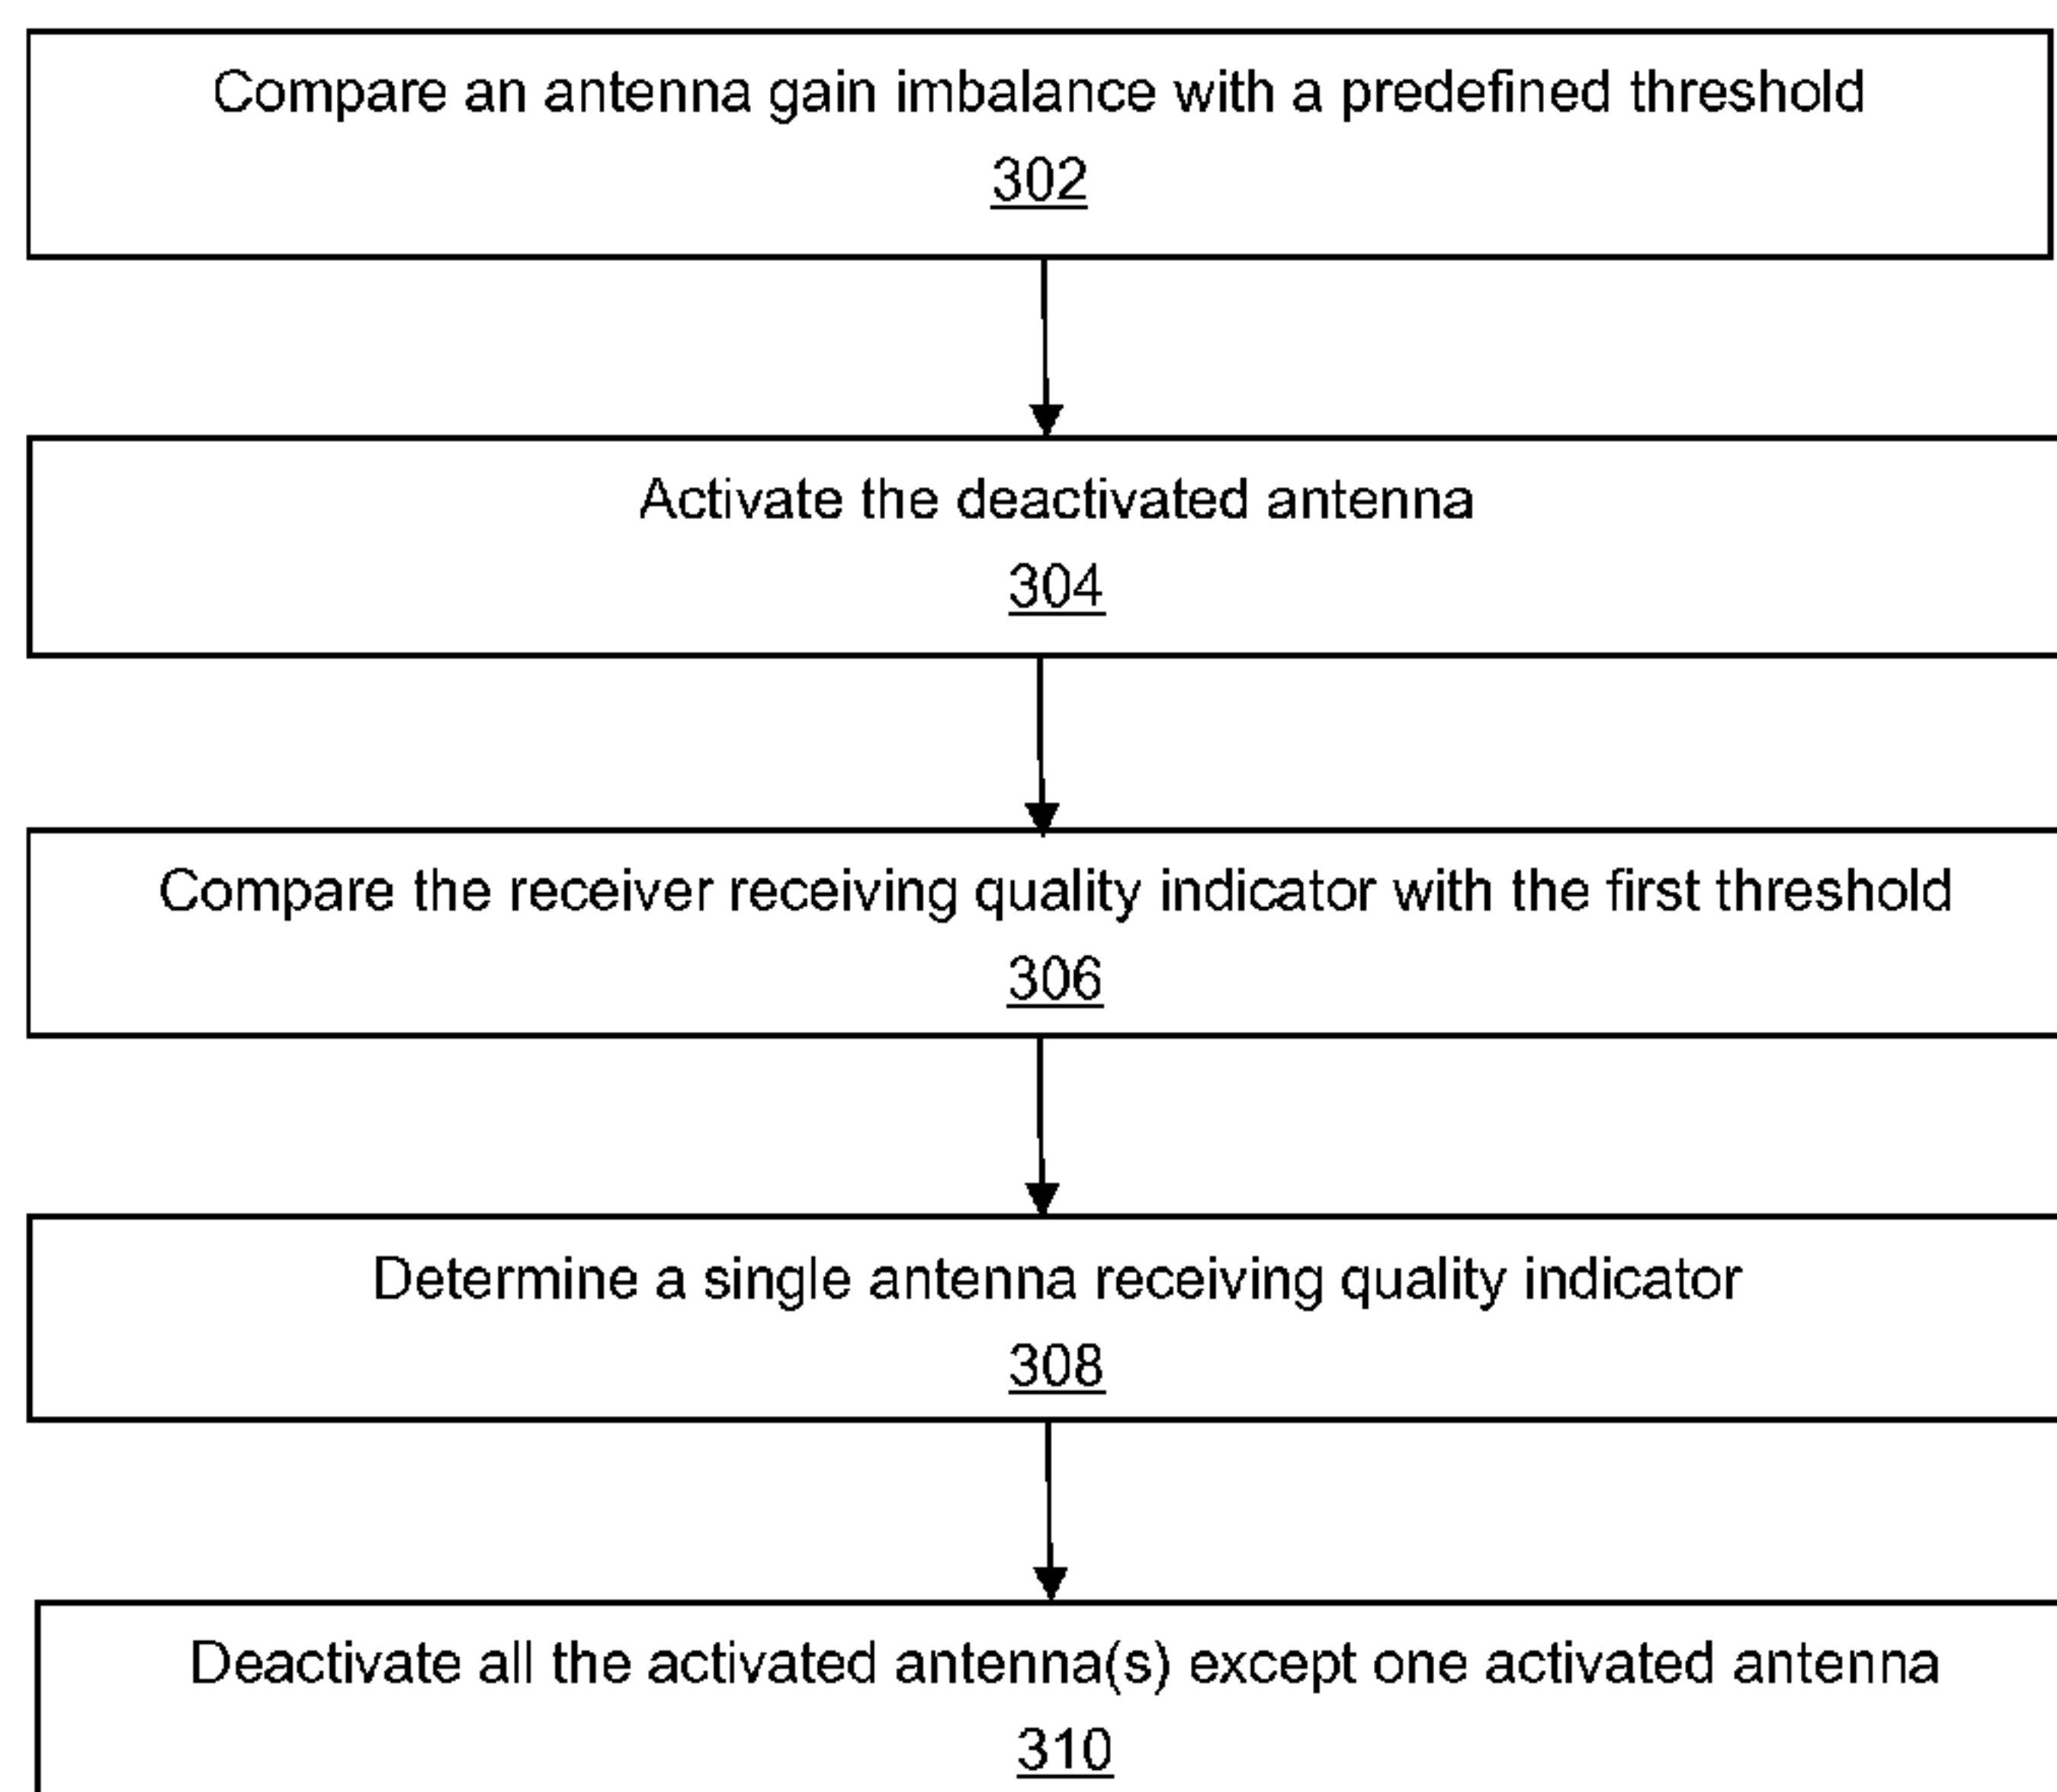 Compare an antenna gain imbalance with a predefined threshold
302
Activate the deactivated antenna
304
Compare the receiver receiving quality indicator with the first threshold
306
Determine a single antenna receiving quality indicator
308
Deactivate all the activated antenna(s) except one activated antenna
310